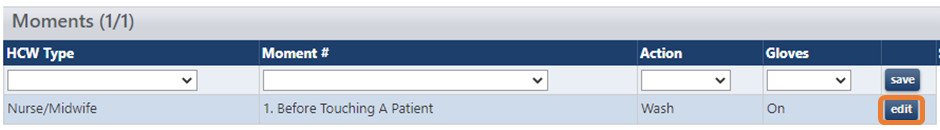 Moments (1/1)
HCW Type Moment # Action Gloves
save
Nurse/Midwife 1. Before Touching A Patient Wash On edit